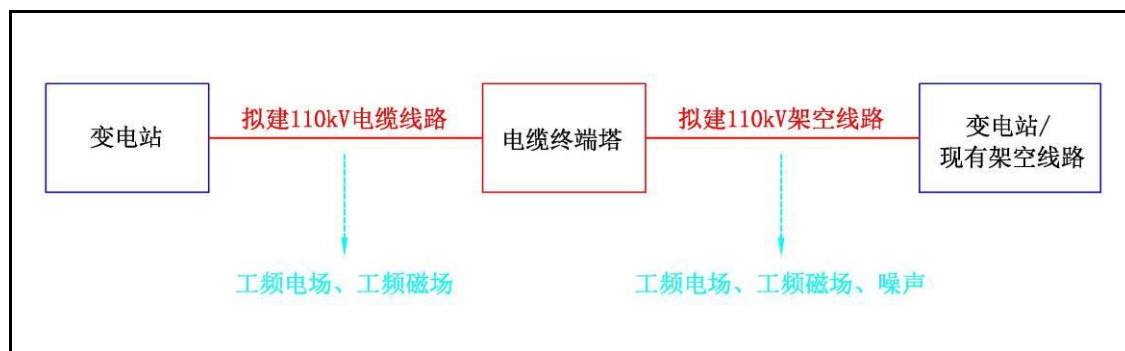 变电站
拟建110kV电缆线路
电缆终端塔
拟建110kV架空线路
变电站/
现有架空线路
工频电场、工频磁场
工频电场、工频磁场、噪声